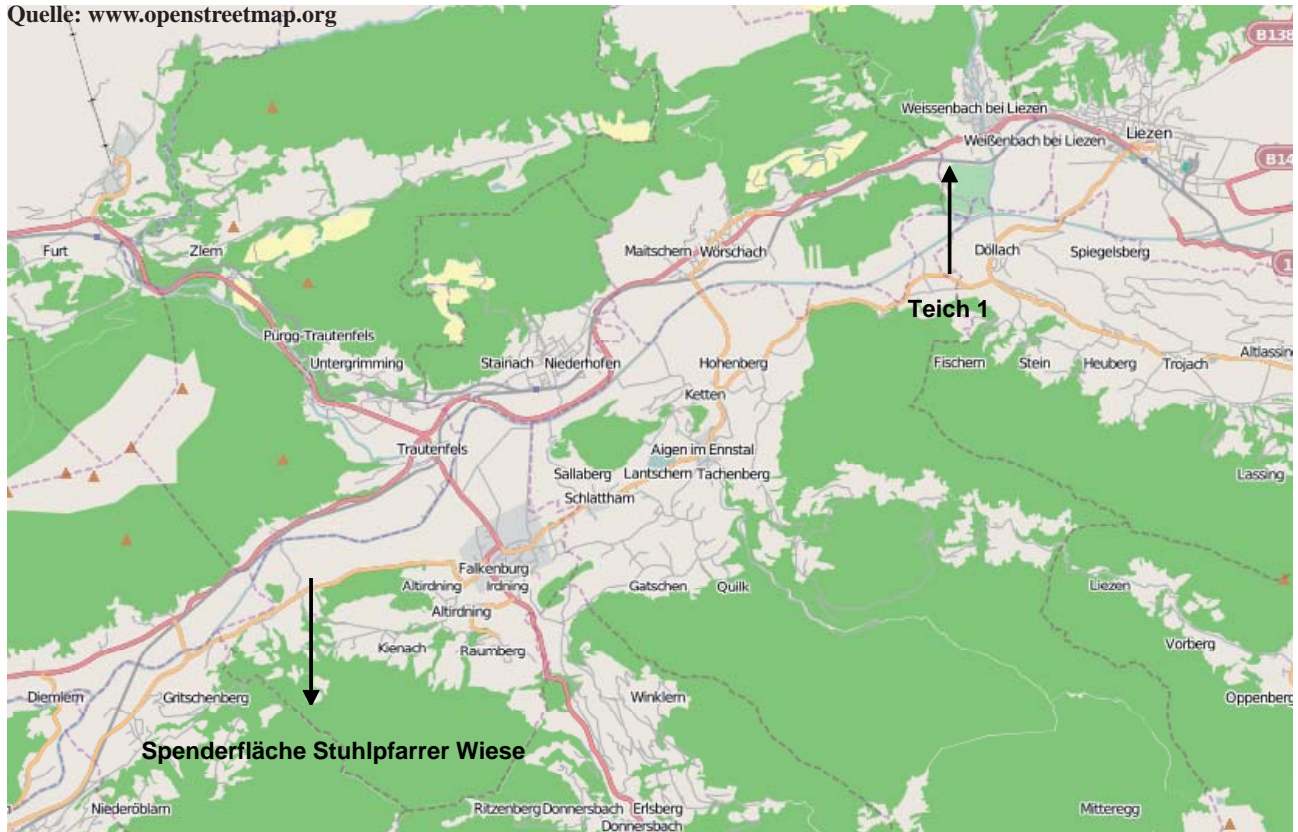 Quelle: www.openstreetmap.org
B138
Weissenbach bei Liezen
Weißenbach bei Liezen
Liezen
B14
Furt
Zlem
Maitschern
Wörschach
Döllach
Spiegelsberg
1
Teich 1
Pürgg-Trautenfels
Untergrimming
Stainach
Niederhofen
Hohenberg
Fischern
Stein
Heuberg
Trojach
Altlassing
Ketten
Trautenfels
Aigen im Ennstal
Sallaberg
Lantschern
Tachenberg
Lassing
Schlattham
Falkenburg
Altirdning
Irdning
Gatschen
Quilk
Liezen
Altirdning
Kienach
Raumberg
Vorberg
Diemlern
Gritschenberg
Winklern
Oppenberg
Spenderfläche Stuhlpfarrer Wiese
Niederöblarn
Ritzenberg
Donnersbach
Erlsberg
Mitteregg
Donnersbach